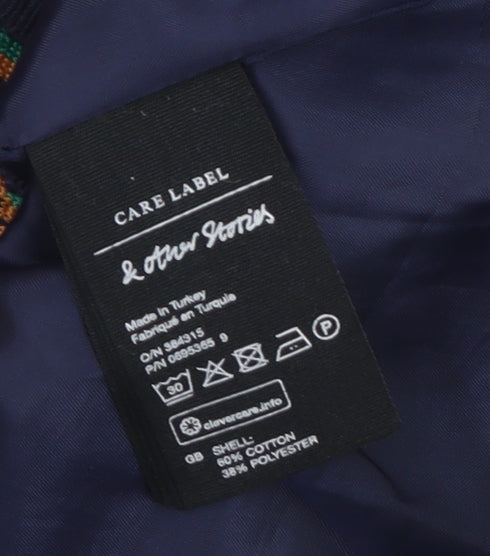 CARE LABEL
& other Stories
Made in Turkey
Fabriqué en Turquie
O/N 384315
P/N 0695365 9
30 P
clevercare.info
GB SHELL:
60% COTTON
38% POLYESTER